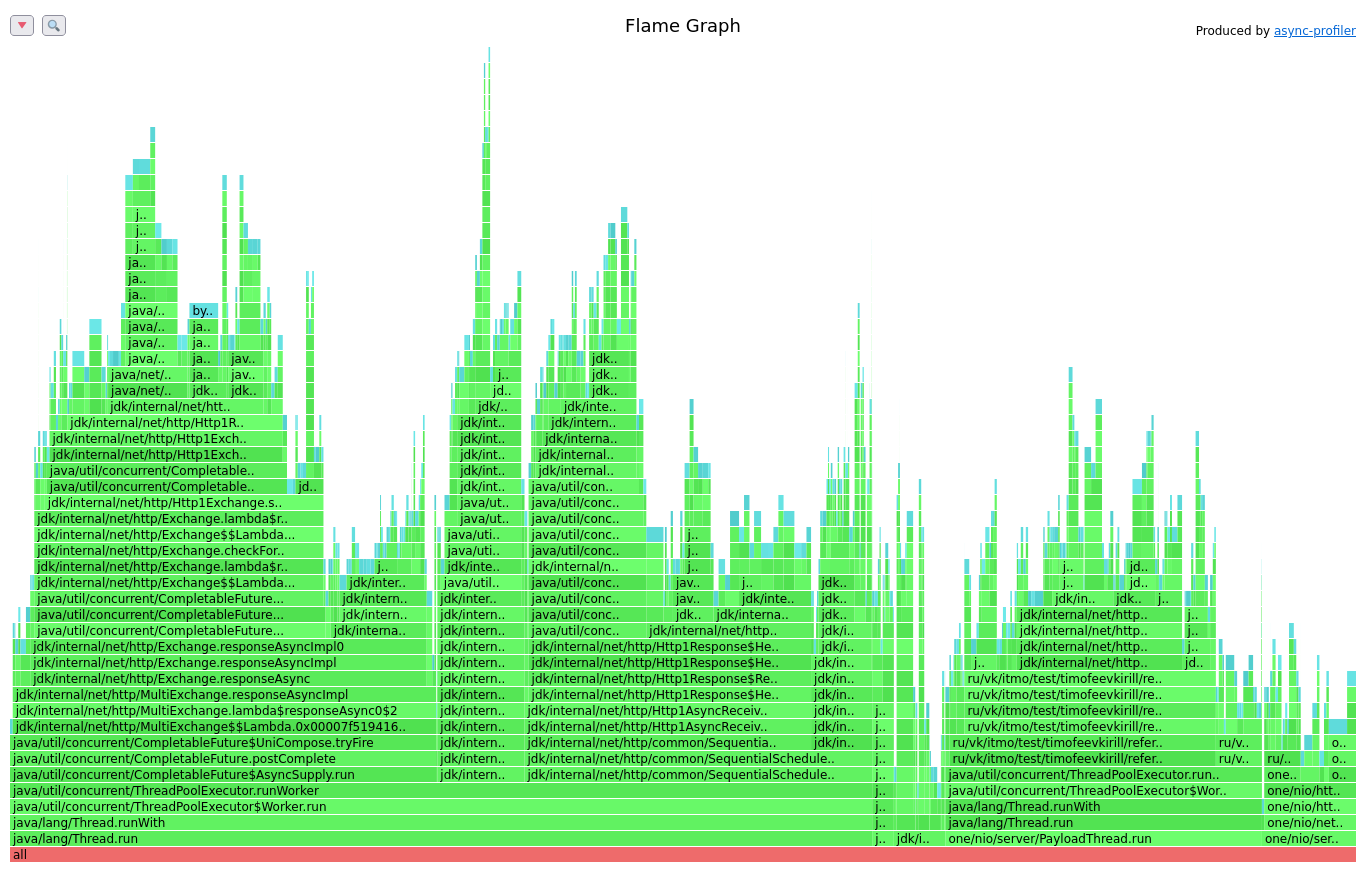 Flame Graph
Produced by async-profiler
j..
j..
j..
ja..
ja..
ja..
java/.. by..
java/.. ja..
java/.. ja..
java/.. ja.. jav.. jdk..
java/net/.. ja.. jav.. j.. jdk..
java/net/.. jdk.. jdk.. jd.. jdk..
jdk/internal/net/htt.. jdk/.. jdk/inte..
jdk/internal/net/http/Http1R.. jdk/int.. jdk/intern..
jdk/internal/net/http/Http1Exch.. jdk/int.. jdk/interna..
jdk/internal/net/http/Http1Exch.. jdk/int.. jdk/internal..
java/util/concurrent/Completable.. jdk/int.. jdk/internal..
java/util/concurrent/Completable.. jd.. jdk/int.. java/util/con..
jdk/internal/net/http/Http1Exchange.s.. java/ut.. java/util/conc..
jdk/internal/net/http/Exchange.lambda$r.. java/ut.. java/util/conc..
jdk/internal/net/http/Exchange$$Lambda... java/uti.. java/util/conc.. j..
jdk/internal/net/http/Exchange.checkFor.. java/uti.. java/util/conc.. j..
jdk/internal/net/http/Exchange.lambda$r.. j.. jdk/inte.. jdk/internal/n.. j.. j.. jd..
jdk/internal/net/http/Exchange$$Lambda... jdk/inter.. java/util.. java/util/conc.. jav.. j.. jdk.. j.. jd..
java/util/concurrent/CompletableFuture... jdk/intern.. jdk/inter.. java/util/conc.. jav.. jdk/inte.. jdk.. jdk/in.. jdk.. j..
java/util/concurrent/CompletableFuture... jdk/intern.. jdk/intern.. java/util/conc.. jdk.. jdk/interna.. jdk.. jdk/internal/net/http.. j..
java/util/concurrent/CompletableFuture... jdk/interna.. jdk/intern.. java/util/conc.. jdk/internal/net/http.. jdk/i.. jdk/internal/net/http.. j..
jdk/internal/net/http/Exchange.responseAsyncImpl0 jdk/intern.. jdk/internal/net/http/Http1Response$He.. jdk/i.. jdk/internal/net/http.. j..
jdk/internal/net/http/Exchange.responseAsyncImpl jdk/intern.. jdk/internal/net/http/Http1Response$He.. jdk/in.. j.. jdk/internal/net/http.. jd..
jdk/internal/net/http/Exchange.responseAsync jdk/intern.. jdk/internal/net/http/Http1Response$Re.. jdk/in.. ru/vk/itmo/test/timofeevkirill/re..
jdk/internal/net/http/MultiExchange.responseAsyncImpl jdk/intern.. jdk/internal/net/http/Http1Response$He.. jdk/in.. ru/vk/itmo/test/timofeevkirill/re..
jdk/internal/net/http/MultiExchange.lambda$responseAsync0$2 jdk/intern.. jdk/internal/net/http/Http1AsyncReceiv.. jdk/in.. j.. ru/vk/itmo/test/timofeevkirill/re..
jdk/internal/net/http/MultiExchange$$Lambda.0x00007f519416.. jdk/intern.. jdk/internal/net/http/Http1AsyncReceiv.. jdk/in.. j.. ru/vk/itmo/test/timofeevkirill/re..
java/util/concurrent/CompletableFuture$UniCompose.tryFire jdk/intern.. jdk/internal/net/http/common/Sequentia.. jdk/in.. j.. ru/vk/itmo/test/timofeevkirill/refer.. ru/v.. o..
java/util/concurrent/CompletableFuture.postComplete jdk/intern.. jdk/internal/net/http/common/SequentialSchedule.. j.. ru/vk/itmo/test/timofeevkirill/refer.. ru/v.. ru/.. o..
java/util/concurrent/CompletableFuture$AsyncSupply.run jdk/intern.. jdk/internal/net/http/common/SequentialSchedule.. j.. java/util/concurrent/ThreadPoolExecutor.run.. one.. o..
java/util/concurrent/ThreadPoolExecutor.runWorker j.. java/util/concurrent/ThreadPoolExecutor$Wor.. one/nio/htt..
java/util/concurrent/ThreadPoolExecutor$Worker.run j.. java/lang/Thread.runWith one/nio/htt..
java/lang/Thread.runWith j.. java/lang/Thread.run one/nio/net..
java/lang/Thread.run j.. jdk/i.. one/nio/server/PayloadThread.run one/nio/ser..
all